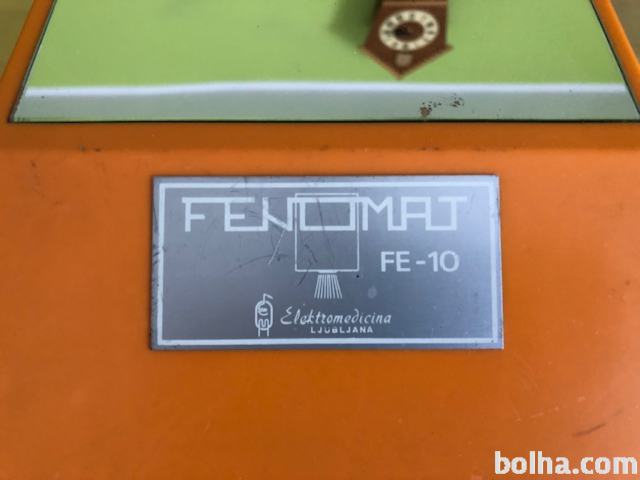 FENOMAT
FE-10
Elektromedicina
LJUBLJANA
bolha.com